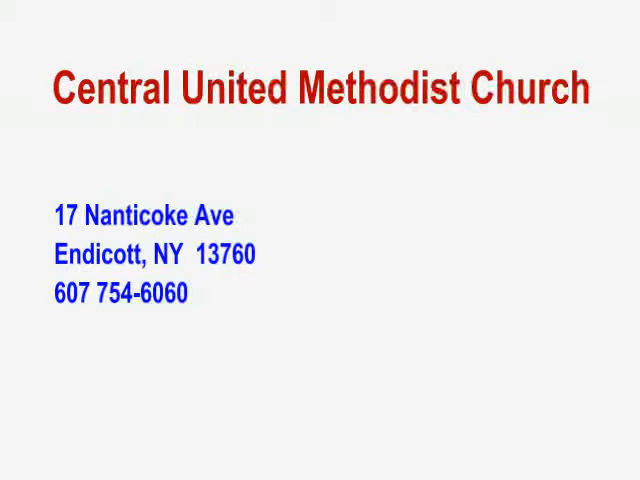 Central United Methodist Church
17 Nanticoke Ave
Endicott, NY  13760
607 754-6060